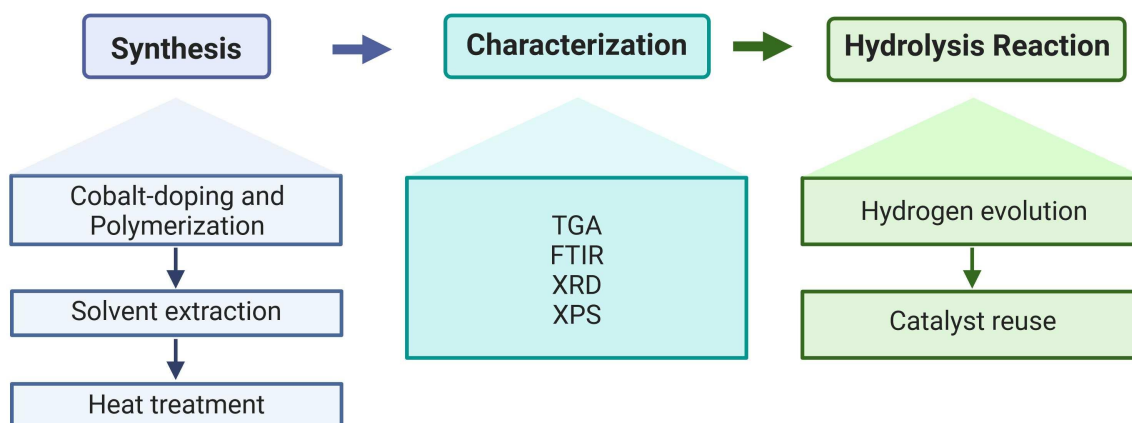 Synthesis
Characterization
Hydrolysis Reaction
Cobalt-doping and
Polymerization
Solvent extraction
Heat treatment
TGA
FTIR
XRD
XPS
Hydrogen evolution
Catalyst reuse